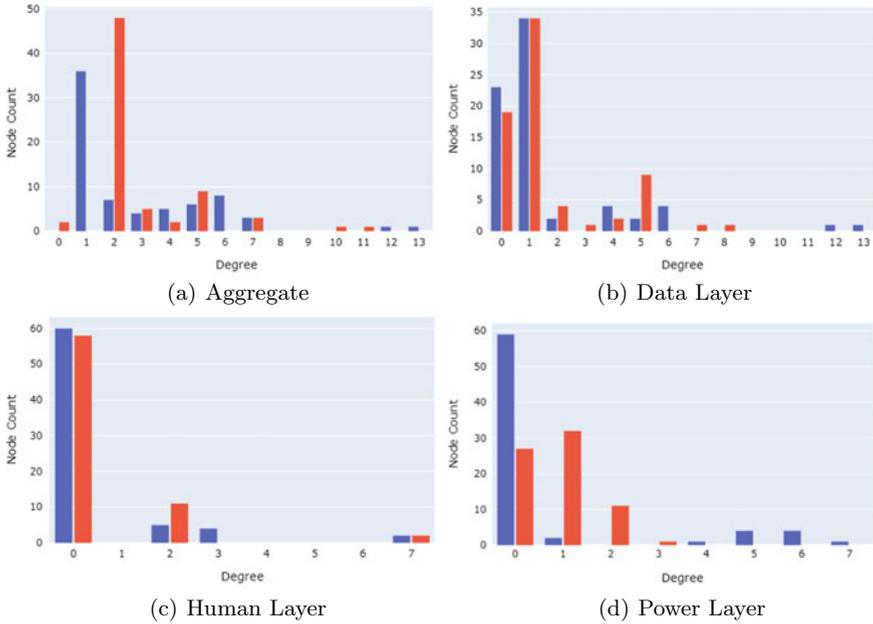 50
40
30
20
10
0
Node Count
0 1 2 3 4 5 6 7 8 9 10 11 12 13
Degree
(a) Aggregate
35
30
25
20
15
10
5
0
Node Count
0 1 2 3 4 5 6 7 8 9 10 11 12 13
Degree
(b) Data Layer
60
50
40
30
20
10
0
Node Count
0 1 2 3 4 5 6 7
Degree
(c) Human Layer
60
50
40
30
20
10
0
Node Count
0 1 2 3 4 5 6 7
Degree
(d) Power Layer